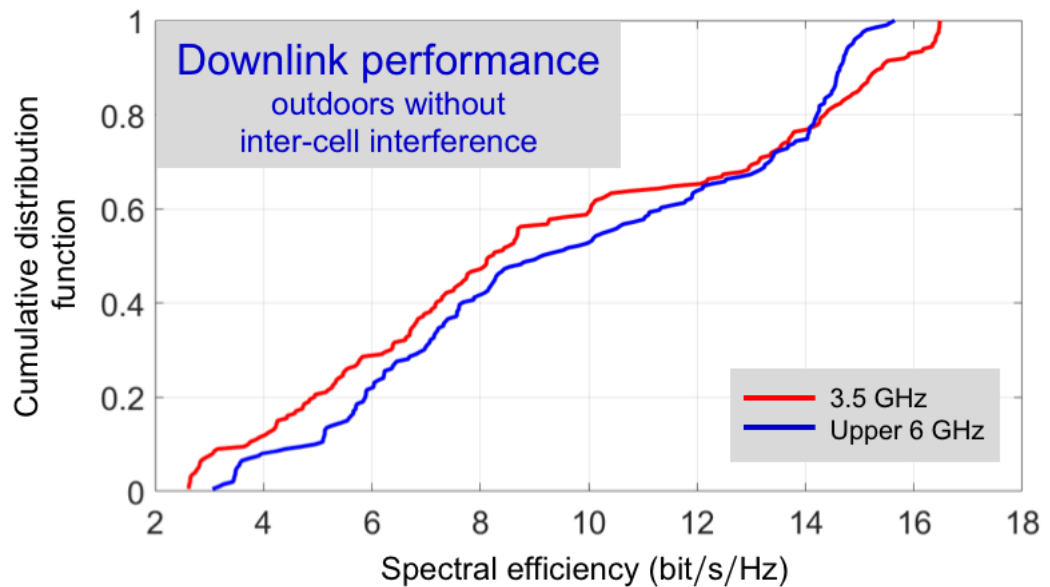 Downlink performance
outdoors without
inter-cell interference
Cumulative distribution
function
1
0.8
0.6
0.4
0.2
0
2 4 6 8 10 12 14 16 18
Spectral efficiency (bit/s/Hz)
3.5 GHz
Upper 6 GHz